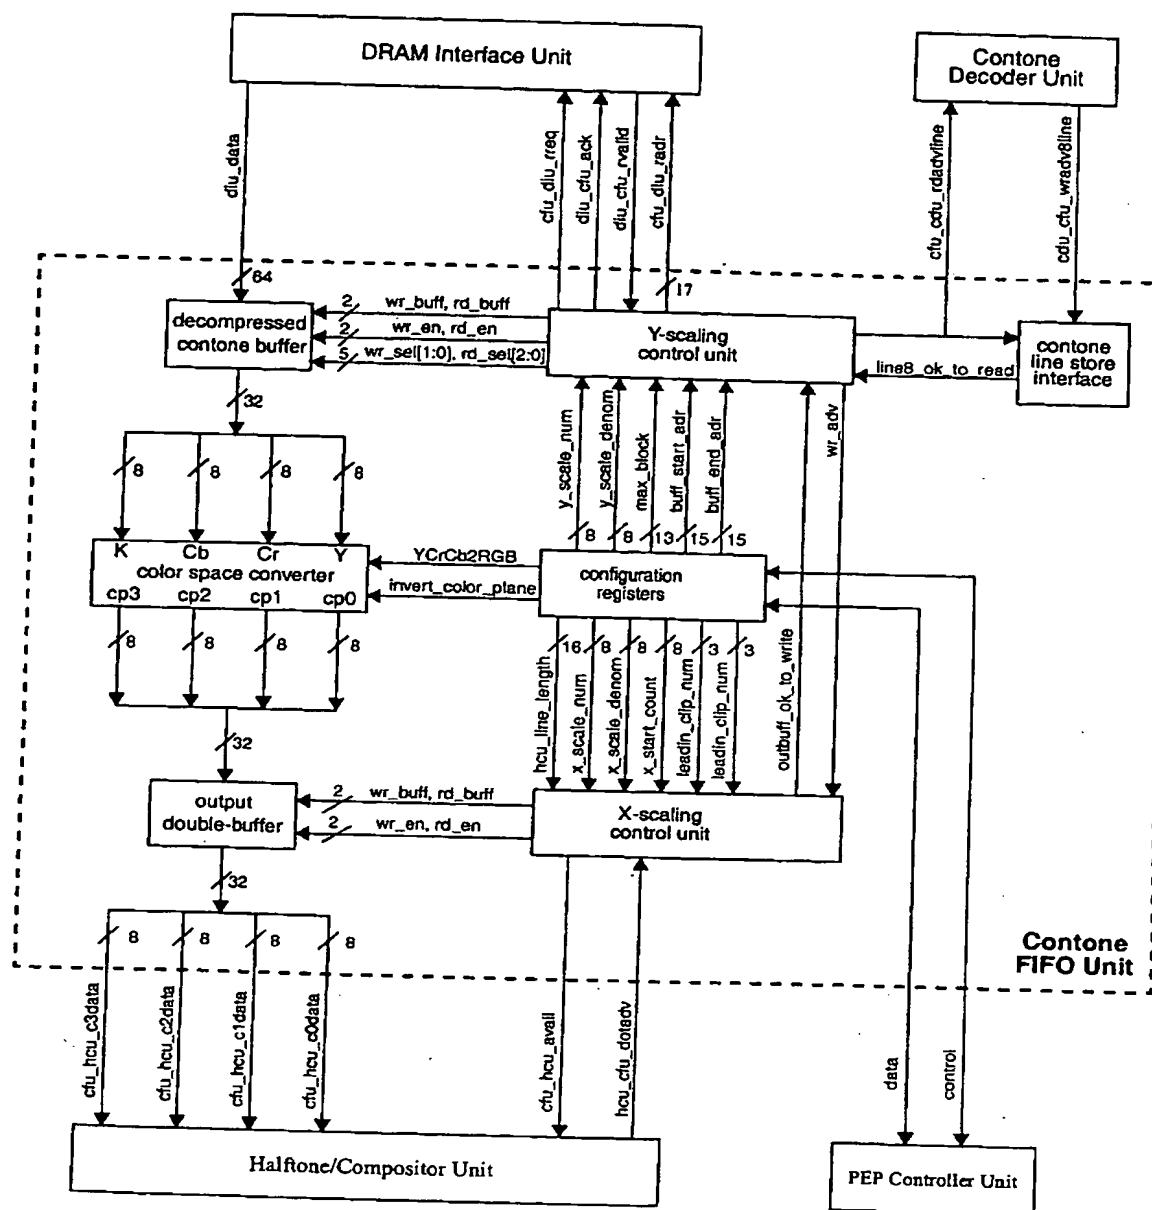 DRAM Interface Unit
Contone
Decoder Unit
diu_data
cfu_diu_rreq
diu_cfu_ack
diu_cfu_rvalid
cfu_diu_radr
cfu_cdu_rdadvline
cdu_cfu_wradv8line
64
17
decompressed
contone buffer
2
wr_buff, rd_buff
2
wr_en, rd_en
5
wr_sel[1:0], rd_sel[2:0]
Y-scaling
control unit
line8_ok_to_read
contone
line store
interface
32
8
8
8
8
y_scale_num
y_scale_denom
max_block
buff_start_adr
buff_end_adr
wr_adv
8
8
13
15
15
K
Cb
Cr
Y
color space converter
cp3
cp2
cp1
cp0
YCrCb2RGB
invert_color_plane
configuration
registers
8
8
8
8
16
8
8
8
3
3
hcu_line_length
x_scale_num
x_scale_denom
x_start_count
leadin_clip_num
leadin_clip_num
outbuff_ok_to_write
32
output
double-buffer
2
wr_buff, rd_buff
2
wr_en, rd_en
X-scaling
control unit
32
8
8
8
8
Contone
FIFO Unit
cfu_hcu_c3data
cfu_hcu_c2data
cfu_hcu_c1data
cfu_hcu_c0data
cfu_hcu_avail
hcu_cfu_dotadv
data
control
Halftone/Compositor Unit
PEP Controller Unit